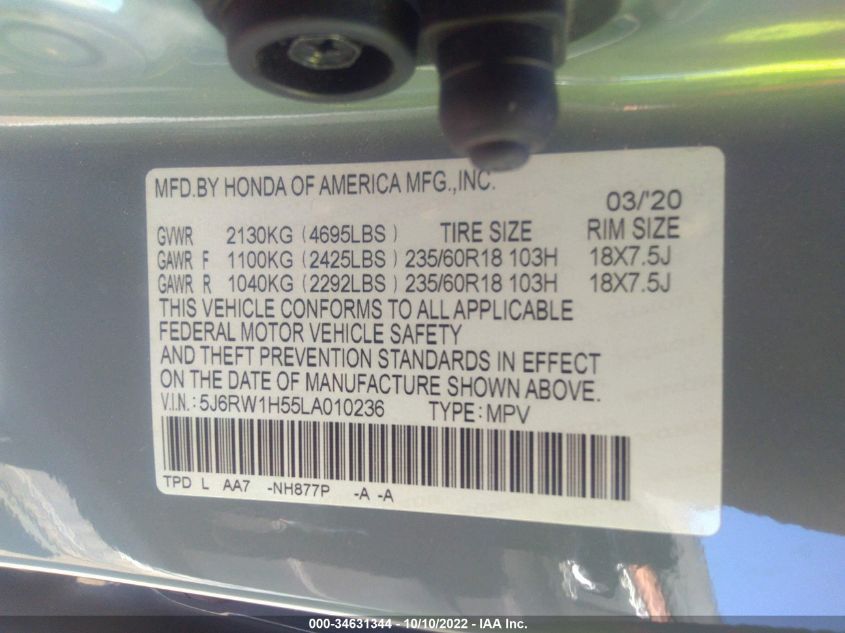 MFD.BY HONDA OF AMERICA MFG.,INC.
03/'20
GVWR 2130KG (4695LBS) TIRE SIZE RIM SIZE
GAWR F 1100KG (2425LBS) 235/60R18 103H 18X7.5J
GAWR R 1040KG (2292LBS) 235/60R18 103H 18X7.5J
THIS VEHICLE CONFORMS TO ALL APPLICABLE
FEDERAL MOTOR VEHICLE SAFETY
AND THEFT PREVENTION STANDARDS IN EFFECT
ON THE DATE OF MANUFACTURE SHOWN ABOVE.
V.I.N.: 5J6RW1H55LA010236 TYPE: MPV
TPD L AA7 -NH877P -A -A
000-34631344 - 10/10/2022 - IAA Inc.